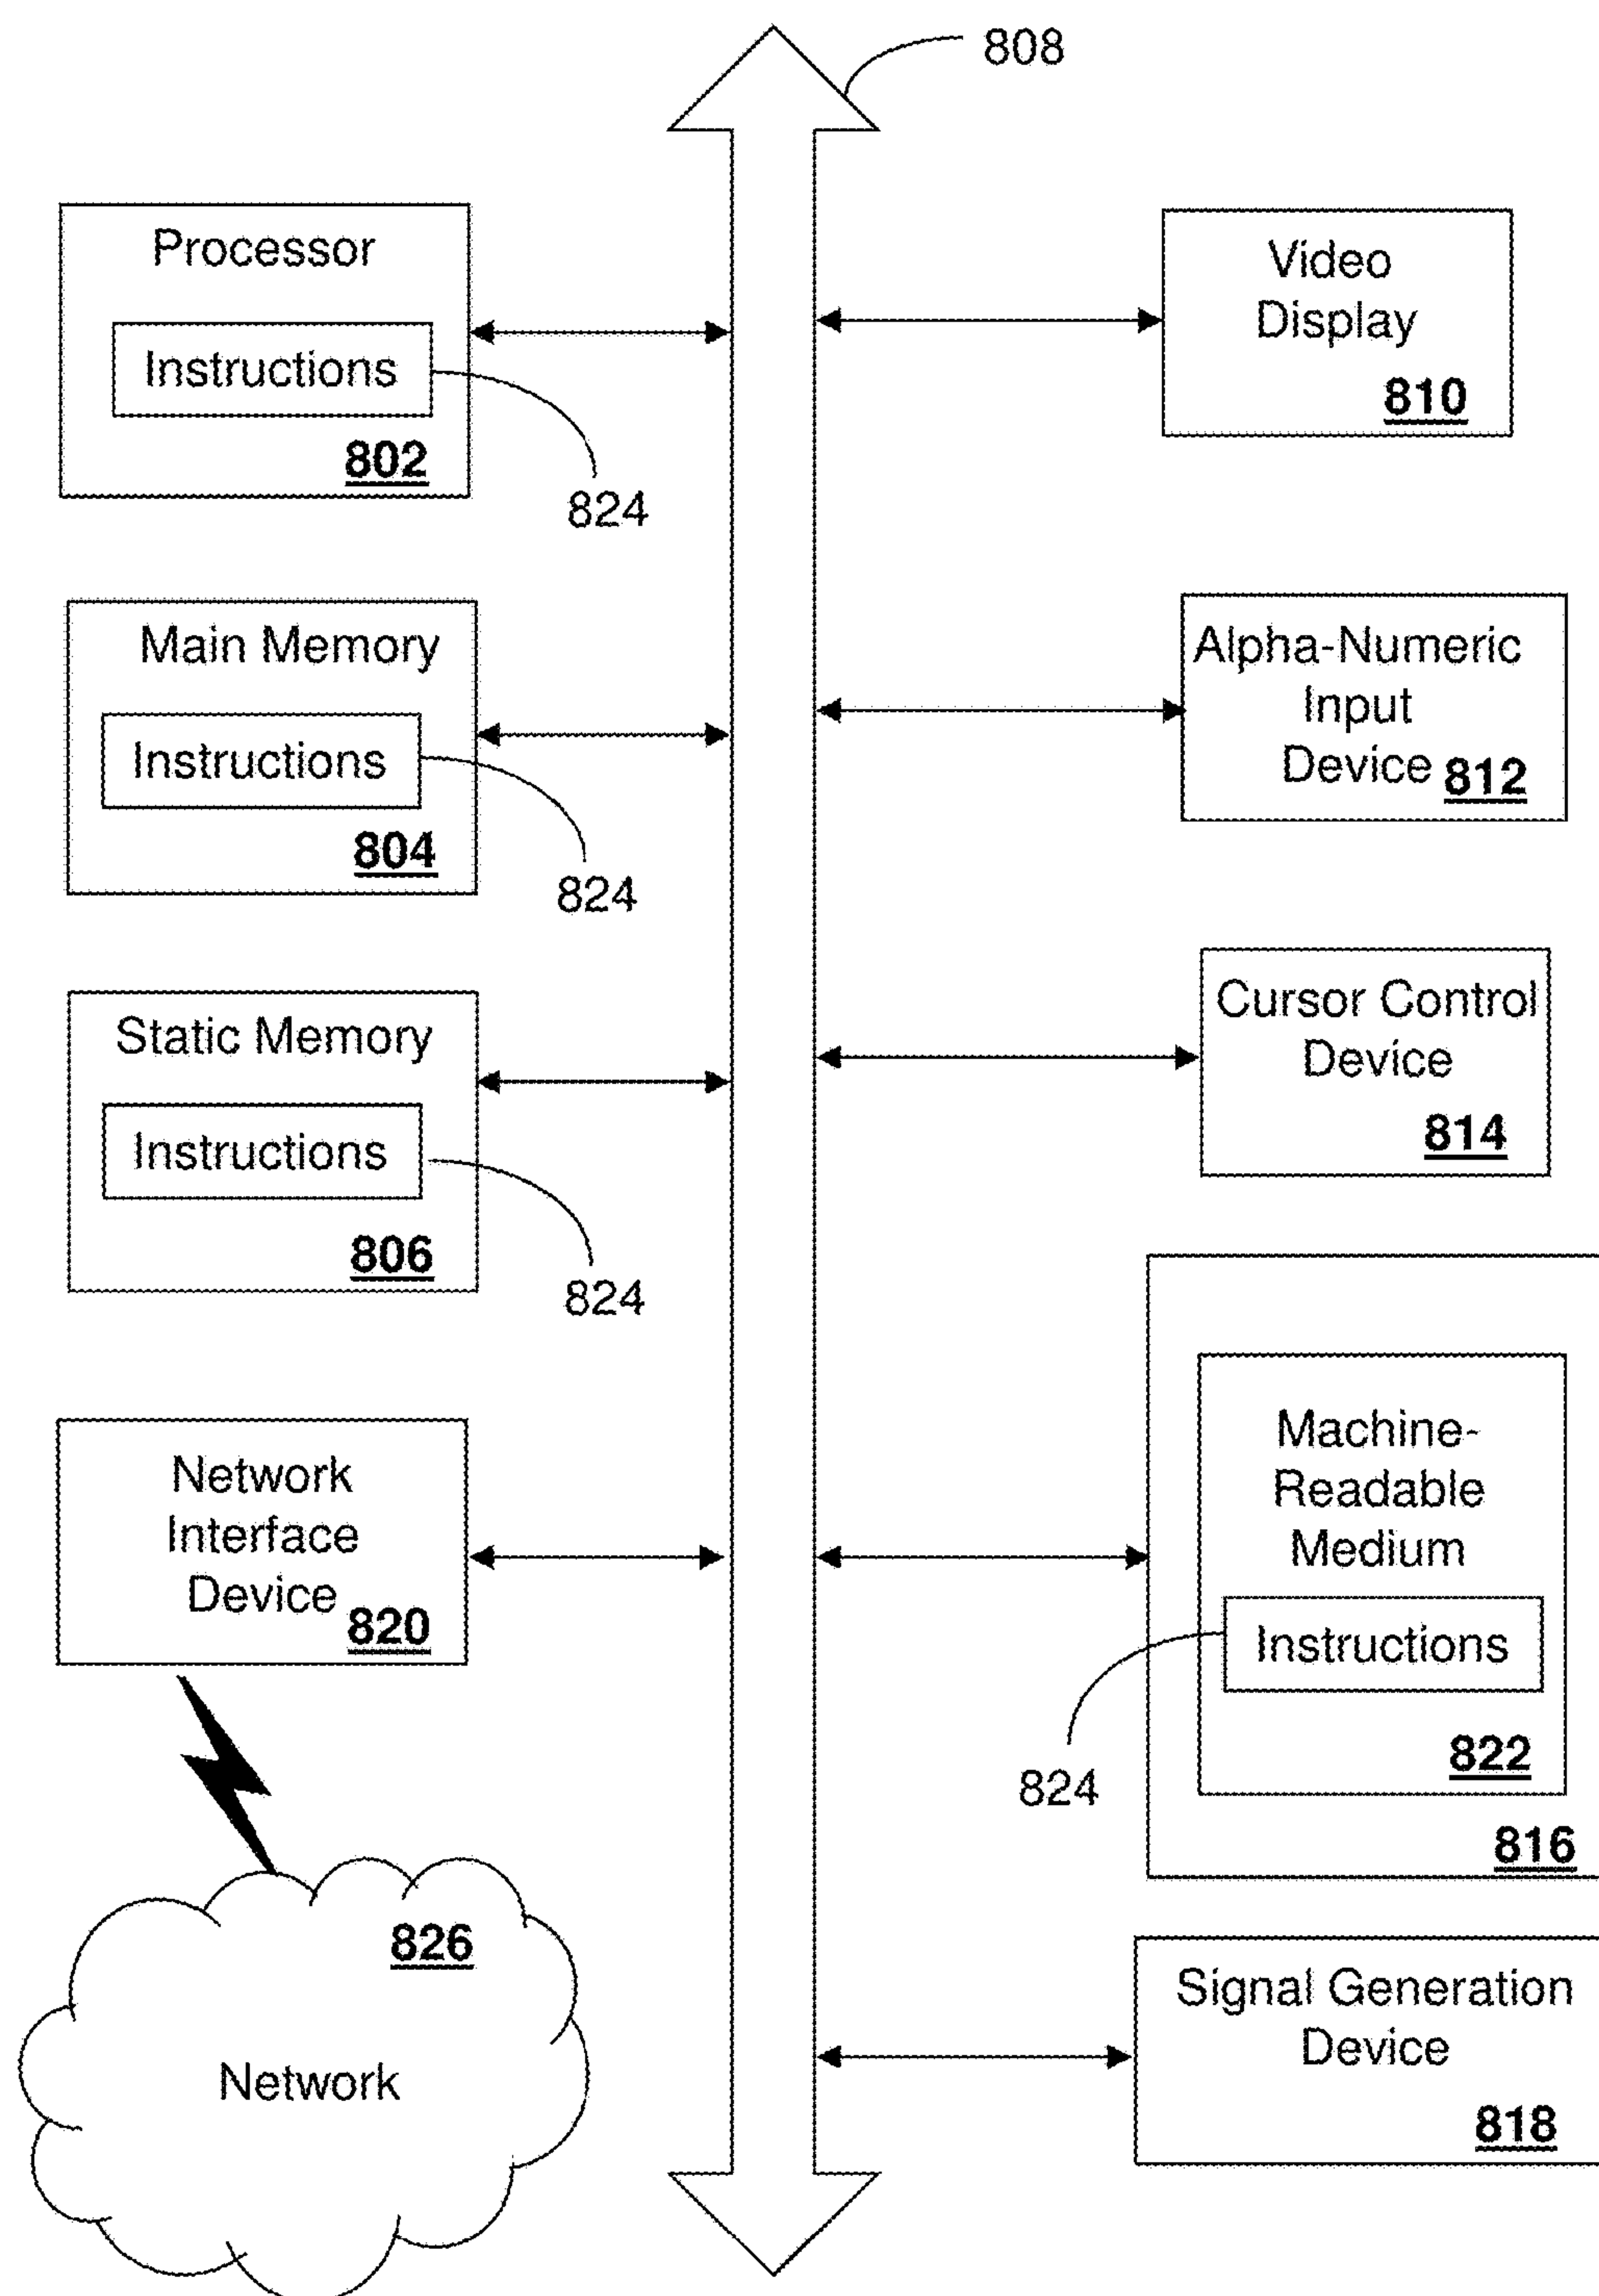 808
Processor
Instructions
802
824
Main Memory
Instructions
804
824
Static Memory
Instructions
806
824
Network
Interface
Device
820
826
Network
Video
Display
810
Alpha-Numeric
Input
Device
812
Cursor Control
Device
814
Machine-
Readable
Medium
Instructions
822
824
816
Signal Generation
Device
818